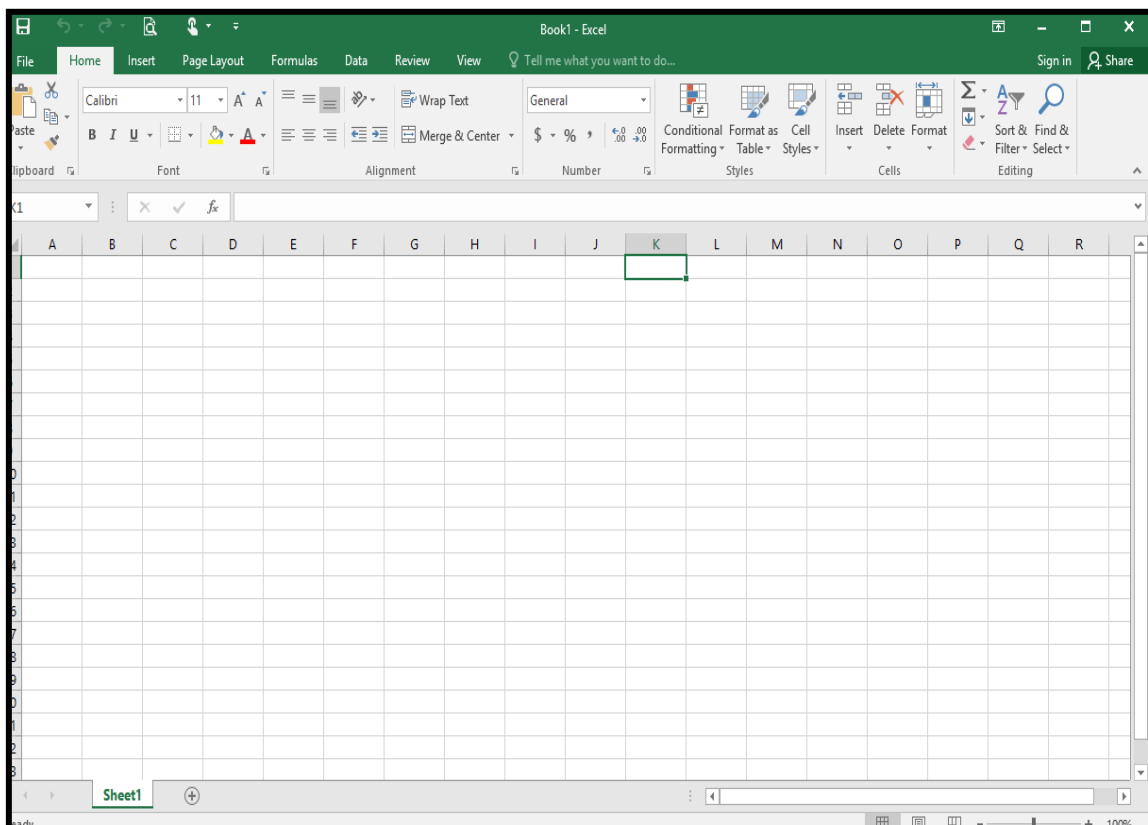 Book1 - Excel
File Home Insert Page Layout Formulas Data Review View Tell me what you want to do... Sign in Share
Calibri 11 Wrap Text General
B I U Merge & Center $ % , Conditional Format as Cell Insert Delete Format Sort & Find &
Formatting Table Styles Filter Select
Font Alignment Number Styles Cells Editing
fx
A B C D E F G H I J K L M N O P Q R
Sheet1
100%